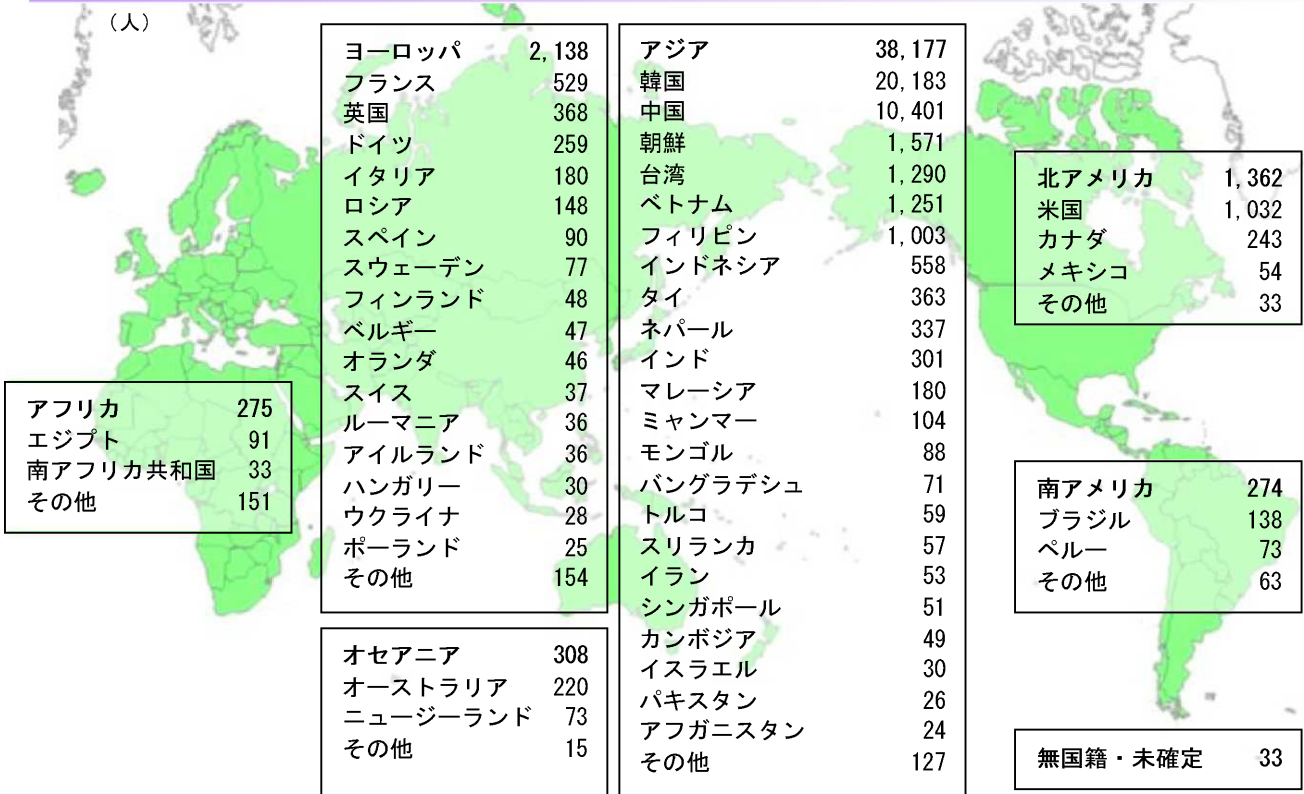 (人)
ヨーロッパ 2,138
フランス 529
英国 368
ドイツ 259
イタリア 180
ロシア 148
スペイン 90
スウェーデン 77
フィンランド 48
ベルギー 47
オランダ 46
スイス 37
ルーマニア 36
アイルランド 36
ハンガリー 30
ウクライナ 28
ポーランド 25
その他 154
アジア 38,177
韓国 20,183
中国 10,401
朝鮮 1,571
台湾 1,290
ベトナム 1,251
フィリピン 1,003
インドネシア 558
タイ 363
ネパール 337
インド 301
マレーシア 180
ミャンマー 104
モンゴル 88
バングラデシュ 71
トルコ 59
スリランカ 57
イラン 53
シンガポール 51
カンボジア 49
イスラエル 30
パキスタン 26
アフガニスタン 24
その他 127
北アメリカ 1,362
米国 1,032
カナダ 243
メキシコ 54
その他 33
アフリカ 275
エジプト 91
南アフリカ共和国 33
その他 151
南アメリカ 274
ブラジル 138
ペルー 73
その他 63
オセアニア 308
オーストラリア 220
ニュージーランド 73
その他 15
無国籍・未確定 33